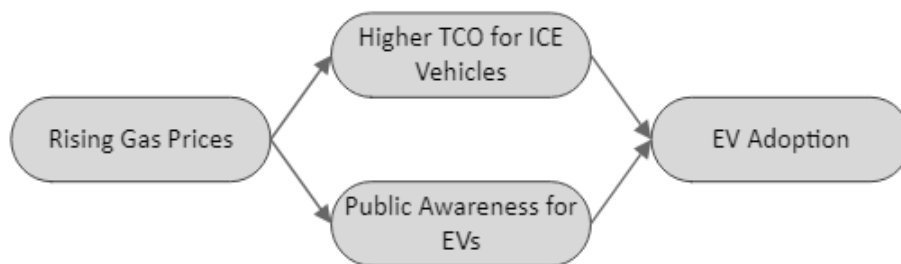 Higher TCO for ICE
Vehicles
Rising Gas Prices
EV Adoption
Public Awareness for
EVs